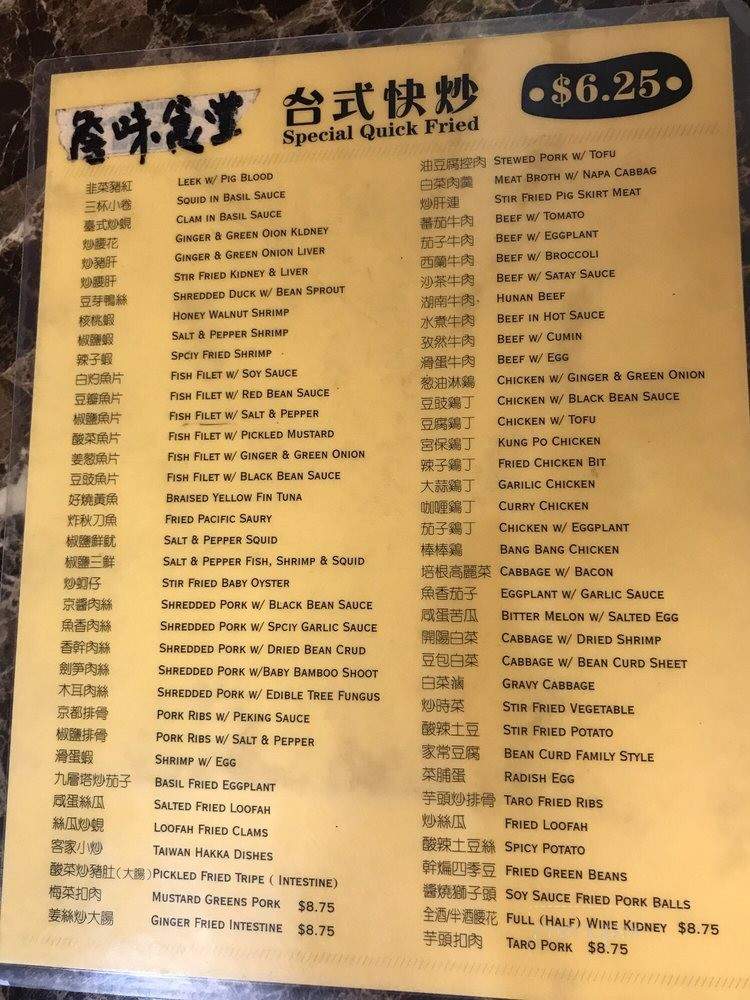 味食堂
台式快炒
Special Quick Fried
$6.25
韭菜豬紅 LEEK W/ PIG BLOOD
三杯小卷 SQUID IN BASIL SAUCE
臺式炒蜆 CLAM IN BASIL SAUCE
炒腰花 GINGER & GREEN OION KLDNEY
炒豬肝 GINGER & GREEN ONION LIVER
炒腰肝 STIR FRIED KIDNEY & LIVER
豆芽鴨絲 SHREDDED DUCK W/ BEAN SPROUT
核桃蝦 HONEY WALNUT SHRIMP
椒鹽蝦 SALT & PEPPER SHRIMP
辣子蝦 SPCIY FRIED SHRIMP
白灼魚片 FISH FILET W/ SOY SAUCE
豆瓣魚片 FISH FILET W/ RED BEAN SAUCE
椒鹽魚片 FISH FILET W/ SALT & PEPPER
酸菜魚片 FISH FILET W/ PICKLED MUSTARD
姜葱魚片 FISH FILET W/ GINGER & GREEN ONION
豆豉魚片 FISH FILET W/ BLACK BEAN SAUCE
好燒黃魚 BRAISED YELLOW FIN TUNA
炸秋刀魚 FRIED PACIFIC SAURY
椒鹽鮮魷 SALT & PEPPER SQUID
椒鹽三鮮 SALT & PEPPER FISH, SHRIMP & SQUID
炒蚵仔 STIR FRIED BABY OYSTER
京醬肉絲 SHREDDED PORK W/ BLACK BEAN SAUCE
魚香肉絲 SHREDDED PORK W/ SPCIY GARLIC SAUCE
香幹肉絲 SHREDDED PORK W/ DRIED BEAN CRUD
劍笋肉絲 SHREDDED PORK W/BABY BAMBOO SHOOT
木耳肉絲 SHREDDED PORK W/ EDIBLE TREE FUNGUS
京都排骨 PORK RIBS W/ PEKING SAUCE
椒鹽排骨 PORK RIBS W/ SALT & PEPPER
滑蛋蝦 SHRIMP W/ EGG
九層塔炒茄子 BASIL FRIED EGGPLANT
咸蛋絲瓜 SALTED FRIED LOOFAH
絲瓜炒蜆 LOOFAH FRIED CLAMS
客家小炒 TAIWAN HAKKA DISHES
酸菜炒豬肚(大腸) PICKLED FRIED TRIPE ( INTESTINE)
梅菜扣肉 MUSTARD GREENS PORK $8.75
姜絲炒大腸 GINGER FRIED INTESTINE $8.75
油豆腐控肉 STEWED PORK W/ TOFU
白菜肉羹 MEAT BROTH W/ NAPA CABBAG
炒肝連 STIR FRIED PIG SKIRT MEAT
蕃茄牛肉 BEEF W/ TOMATO
茄子牛肉 BEEF W/ EGGPLANT
西蘭牛肉 BEEF W/ BROCCOLI
沙茶牛肉 BEEF W/ SATAY SAUCE
湖南牛肉 HUNAN BEEF
水煮牛肉 BEEF IN HOT SAUCE
孜然牛肉 BEEF W/ CUMIN
滑蛋牛肉 BEEF W/ EGG
葱油淋鷄 CHICKEN W/ GINGER & GREEN ONION
豆豉鷄丁 CHICKEN W/ BLACK BEAN SAUCE
豆腐鷄丁 CHICKEN W/ TOFU
宮保鷄丁 KUNG PO CHICKEN
辣子鷄丁 FRIED CHICKEN BIT
大蒜鷄丁 GARILIC CHICKEN
咖喱鷄丁 CURRY CHICKEN
茄子鷄丁 CHICKEN W/ EGGPLANT
棒棒鷄 BANG BANG CHICKEN
培根高麗菜 CABBAGE W/ BACON
魚香茄子 EGGPLANT W/ GARLIC SAUCE
咸蛋苦瓜 BITTER MELON W/ SALTED EGG
開陽白菜 CABBAGE W/ DRIED SHRIMP
豆包白菜 CABBAGE W/ BEAN CURD SHEET
白菜滷 GRAVY CABBAGE
炒時菜 STIR FRIED VEGETABLE
酸辣土豆 STIR FRIED POTATO
家常豆腐 BEAN CURD FAMILY STYLE
菜脯蛋 RADISH EGG
芋頭炒排骨 TARO FRIED RIBS
炒絲瓜 FRIED LOOFAH
酸辣土豆絲 SPICY POTATO
幹煸四季豆 FRIED GREEN BEANS
醬燒獅子頭 SOY SAUCE FRIED PORK BALLS
全酒/半酒腰花 FULL (HALF) WINE KIDNEY $8.75
芋頭扣肉 TARO PORK $8.75